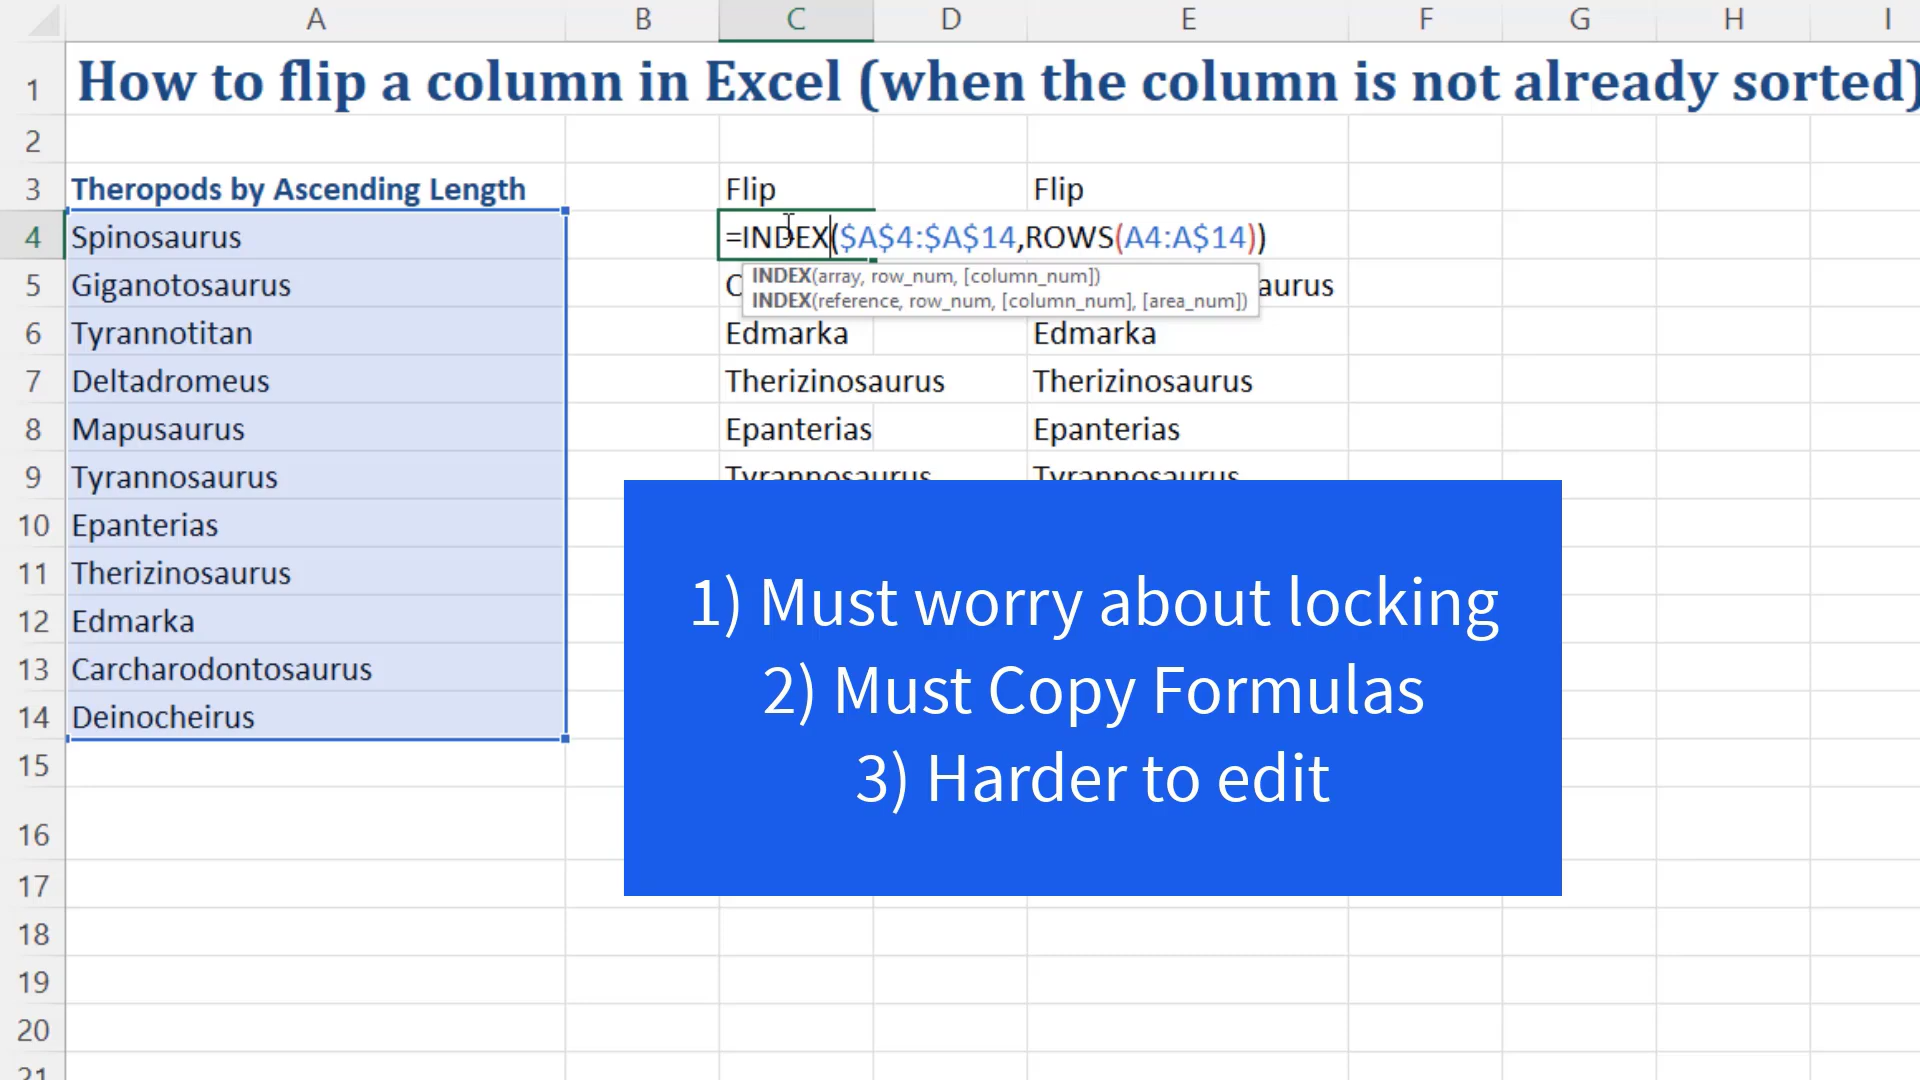 A B C D E F G H I
1 How to flip a column in Excel (when the column is not already sorted)
2
3 Theropods by Ascending Length Flip Flip
4 Spinosaurus =INDEX($A$4:$A$14,ROWS(A4:A$14))
INDEX(array, row_num, [column_num])
INDEX(reference, row_num, [column_num], [area_num])
5 Giganotosaurus C aurus
6 Tyrannotitan Edmarka Edmarka
7 Deltadromeus Therizinosaurus Therizinosaurus
8 Mapusaurus Epanterias Epanterias
9 Tyrannosaurus Tyrannosaurus Tyrannosaurus
10 Epanterias
11 Therizinosaurus
12 Edmarka
13 Carcharodontosaurus
14 Deinocheirus
15
16
17
18
19
20
21
1) Must worry about locking
2) Must Copy Formulas
3) Harder to edit